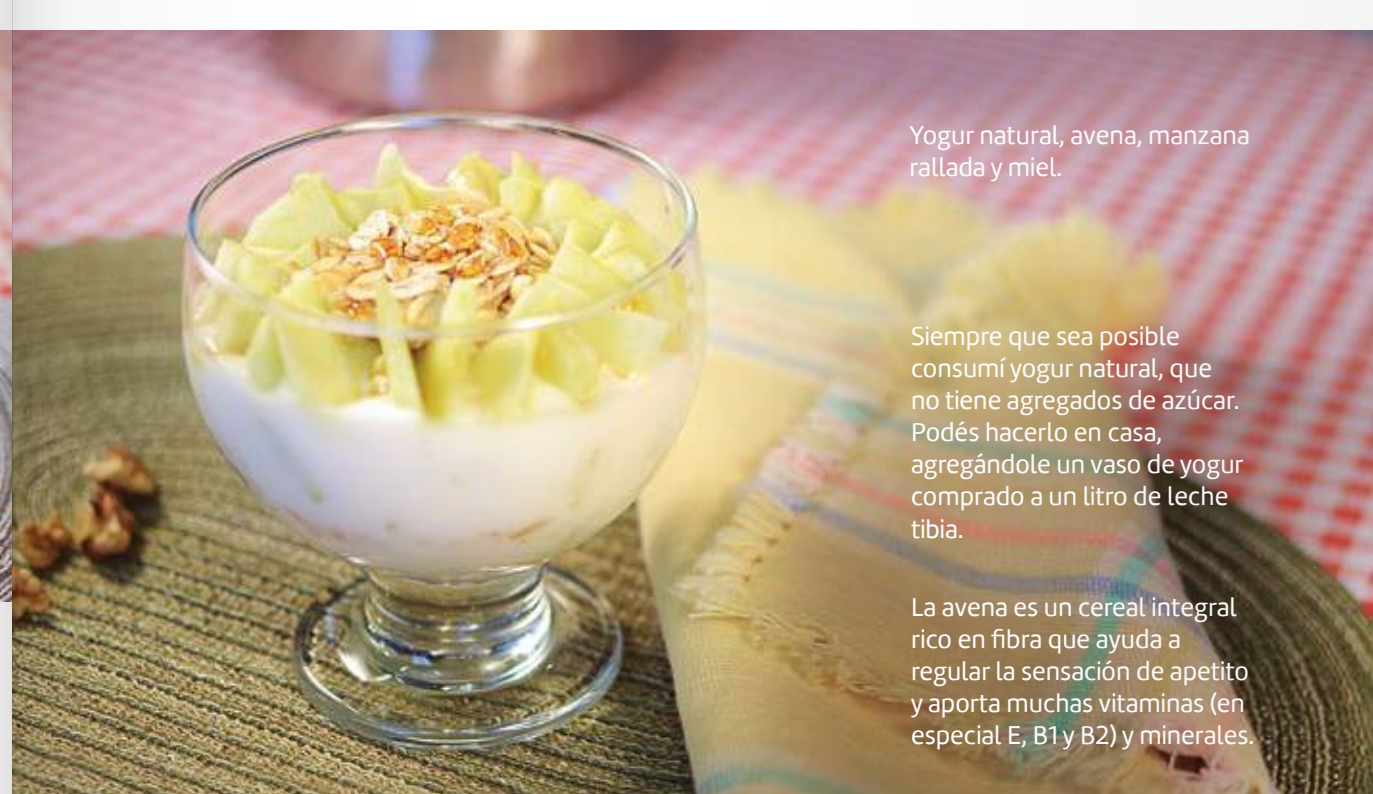 Yogur natural, avena, manzana
rallada y miel.
Siempre que sea posible
consumí yogur natural, que
no tiene agregados de azúcar.
Podés hacerlo en casa,
agregándole un vaso de yogur
comprado a un litro de leche
tibia.
La avena es un cereal integral
rico en fibra que ayuda a
regular la sensación de apetito
y aporta muchas vitaminas (en
especial E, B1 y B2) y minerales.